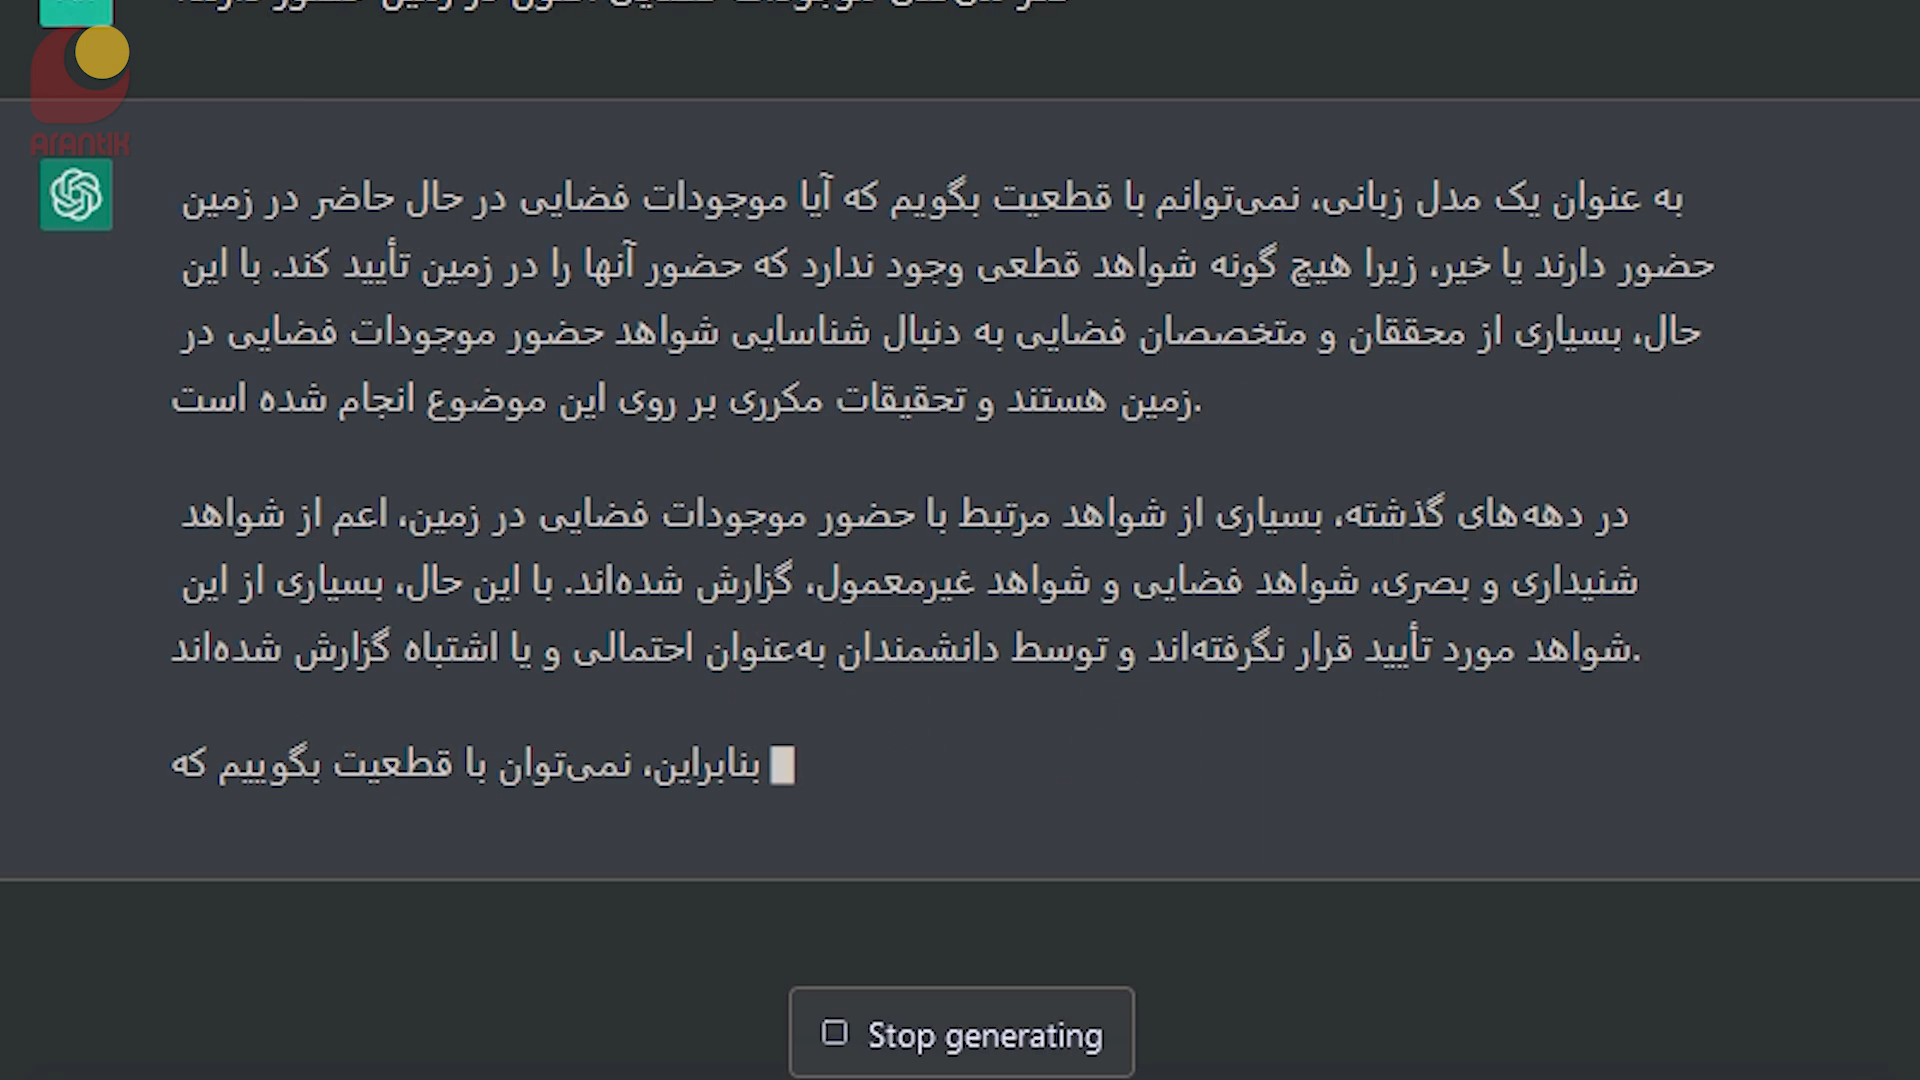 ArAntIK
به عنوان یک مدل زبانی، نمی‌توانم با قطعیت بگویم که آیا موجودات فضایی در حال حاضر در زمین
حضور دارند یا خیر، زیرا هیچ گونه شواهد قطعی وجود ندارد که حضور آنها را در زمین تأیید کند. با این
حال، بسیاری از محققان و متخصصان فضایی به دنبال شناسایی شواهد حضور موجودات فضایی در
زمین هستند و تحقیقات مکرری بر روی این موضوع انجام شده است.
در دهه‌های گذشته، بسیاری از شواهد مرتبط با حضور موجودات فضایی در زمین، اعم از شواهد
شنیداری و بصری، شواهد فضایی و شواهد غیرمعمول، گزارش شده‌اند. با این حال، بسیاری از این
شواهد مورد تأیید قرار نگرفته‌اند و توسط دانشمندان به‌عنوان احتمالی و یا اشتباه گزارش شده‌اند.
بنابراین، نمی‌توان با قطعیت بگوییم که
Stop generating